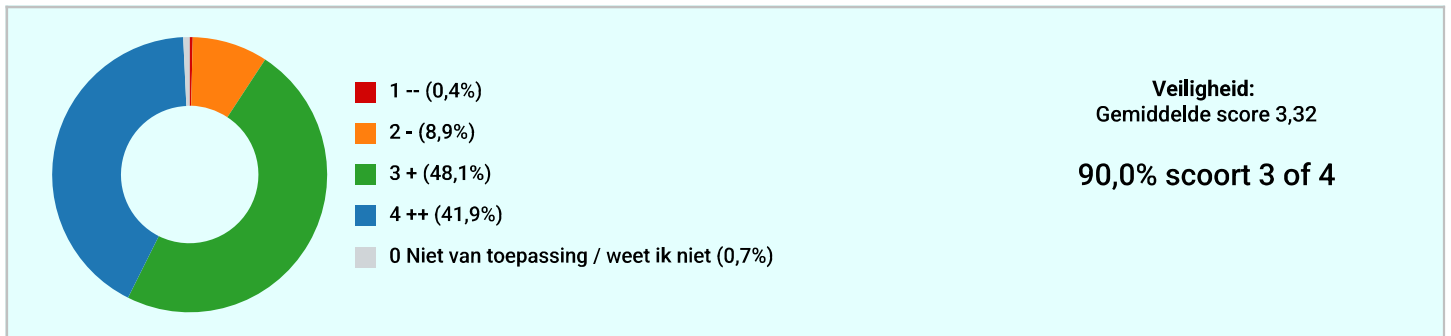 1 -- (0,4%)
2 - (8,9%)
3 + (48,1%)
4 ++ (41,9%)
0 Niet van toepassing / weet ik niet (0,7%)
Veiligheid:
Gemiddelde score 3,32
90,0% scoort 3 of 4